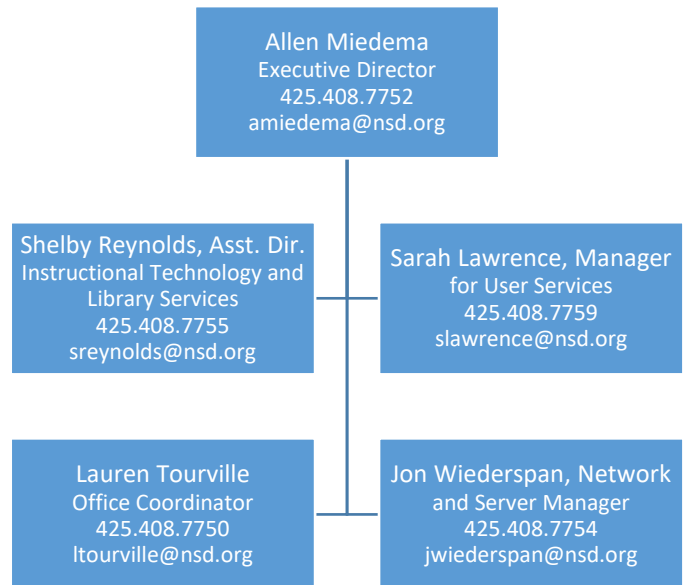 Allen Miedema
Executive Director
425.408.7752
amiedema@nsd.org
Shelby Reynolds, Asst. Dir.
Instructional Technology and
Library Services
425.408.7755
sreynolds@nsd.org
Sarah Lawrence, Manager
for User Services
425.408.7759
slawrence@nsd.org
Lauren Tourville
Office Coordinator
425.408.7750
ltourville@nsd.org
Jon Wiederspan, Network
and Server Manager
425.408.7754
jwiederspan@nsd.org